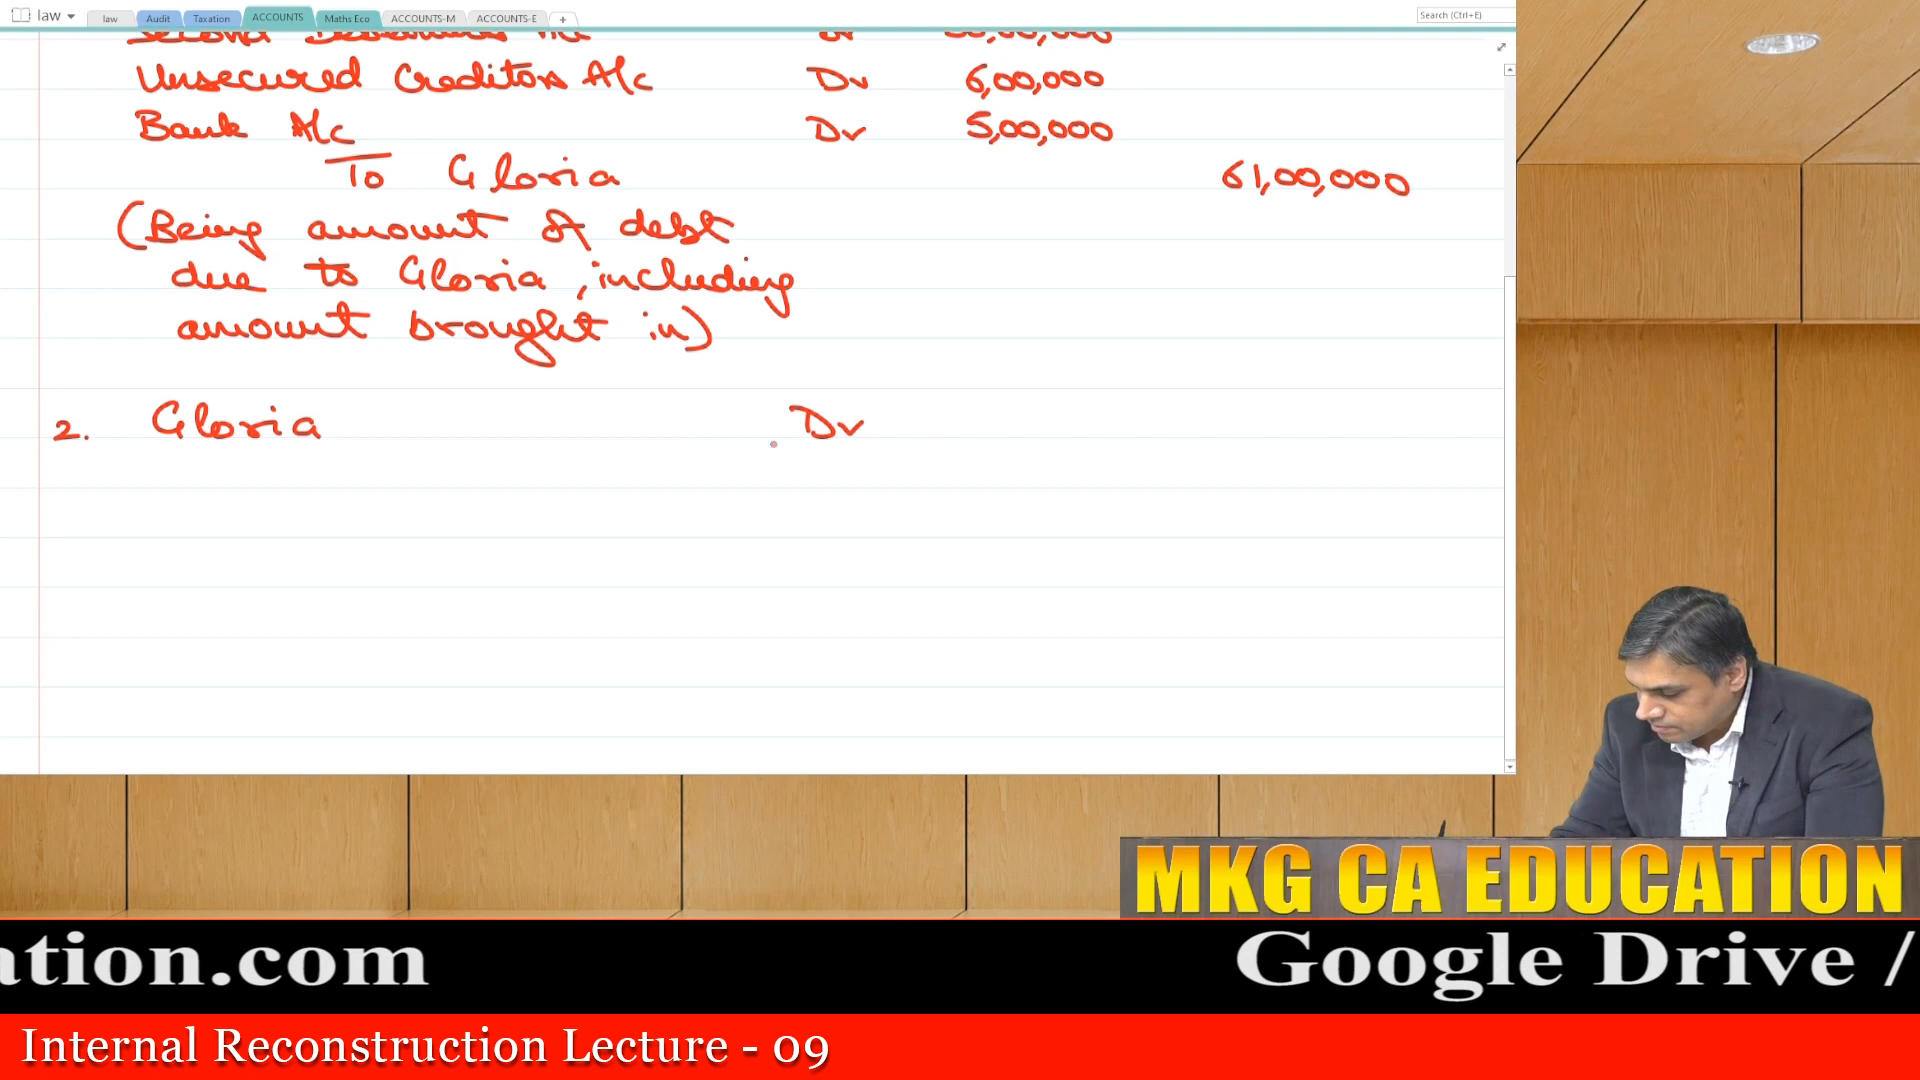 law
law
Audit
Taxation
ACCOUNTS
Maths Eco
ACCOUNTS-M
ACCOUNTS-E
+
Search (Ctrl+E)
Unsecured Creditors A/c Dr 6,00,000
Bank A/c Dr 5,00,000
To Gloria 61,00,000
(Being amount of debt
due to Gloria, including
amount brought in)
2. Gloria Dr
MKG CA EDUCATION
ation.com Google Drive /
Internal Reconstruction Lecture - 09